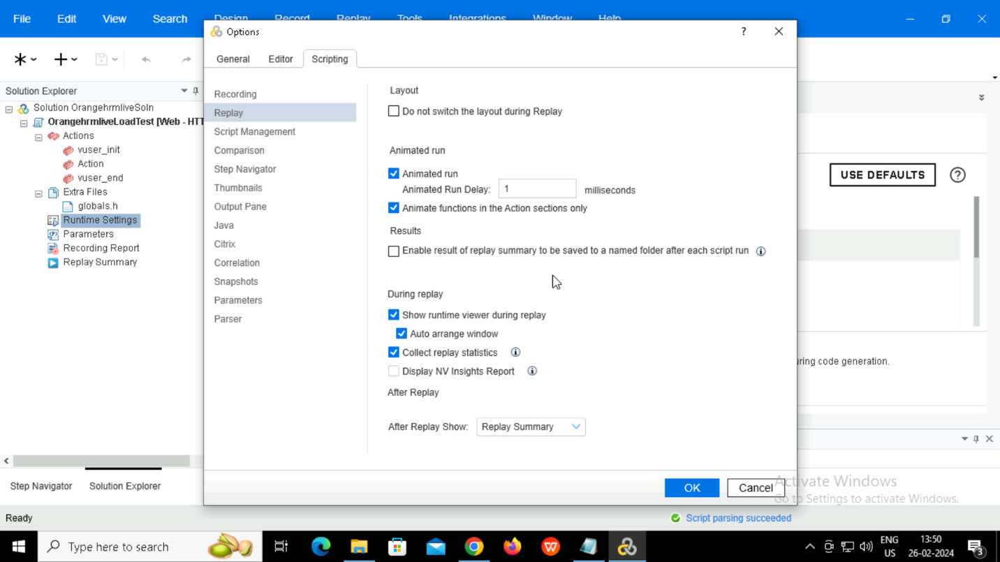 File Edit View Search Design Record Replay Tools Integrations Window Help
Options
?
General Editor Scripting
Solution Explorer
Solution OrangehrmliveSoln
OrangehrmliveLoadTest [Web - HTT
Actions
vuser_init
Action
vuser_end
Extra Files
globals.h
Runtime Settings
Parameters
Recording Report
Replay Summary
Recording
Replay
Script Management
Comparison
Step Navigator
Thumbnails
Output Pane
Java
Citrix
Correlation
Snapshots
Parameters
Parser
Layout
Do not switch the layout during Replay
Animated run
Animated run
Animated Run Delay: 1 milliseconds
Animate functions in the Action sections only
Results
Enable result of replay summary to be saved to a named folder after each script run
During replay
Show runtime viewer during replay
Auto arrange window
Collect replay statistics
Display NV Insights Report
After Replay
After Replay Show: Replay Summary
OK Cancel
USE DEFAULTS ?
uring code generation.
Step Navigator Solution Explorer
Activate Windows
Go to Settings to activate Windows.
Ready
Script parsing succeeded
Type here to search
ENG
US
13:50
26-02-2024
3